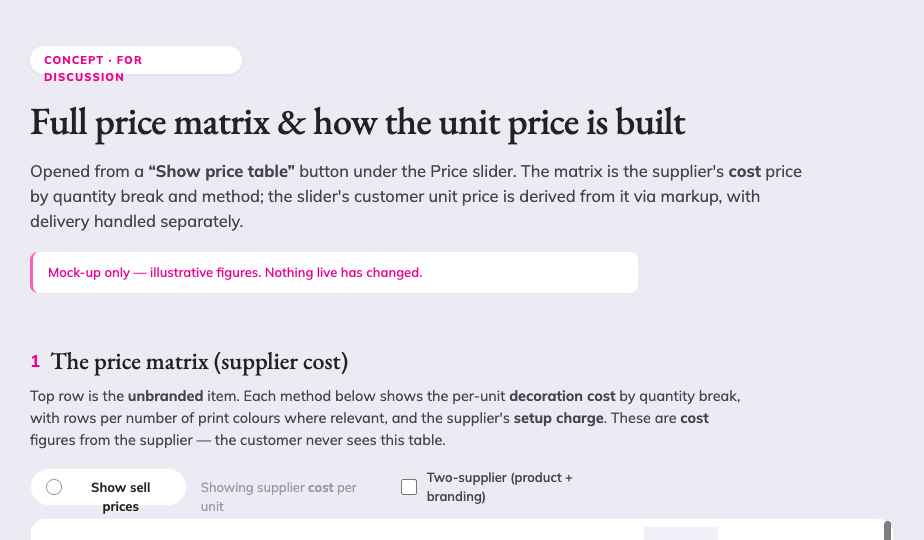 CONCEPT · FOR
DISCUSSION
Full price matrix & how the unit price is built
Opened from a “Show price table” button under the Price slider. The matrix is the supplier's cost price
by quantity break and method; the slider's customer unit price is derived from it via markup, with
delivery handled separately.
Mock-up only — illustrative figures. Nothing live has changed.
1 The price matrix (supplier cost)
Top row is the unbranded item. Each method below shows the per-unit decoration cost by quantity break,
with rows per number of print colours where relevant, and the supplier's setup charge. These are cost
figures from the supplier — the customer never sees this table.
Show sell
prices
Showing supplier cost per
unit
Two-supplier (product +
branding)